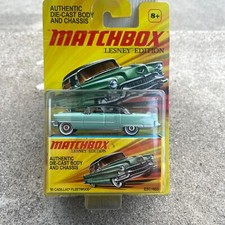 AUTHENTIC
DIE-CAST BODY
AND CHASSIS
8+
MATCHBOX
LESNEY EDITION
MATCHBOX
LESNEY EDITION
AUTHENTIC
DIE-CAST BODY
AND CHASSIS
CADILLAC FLEETWOOD